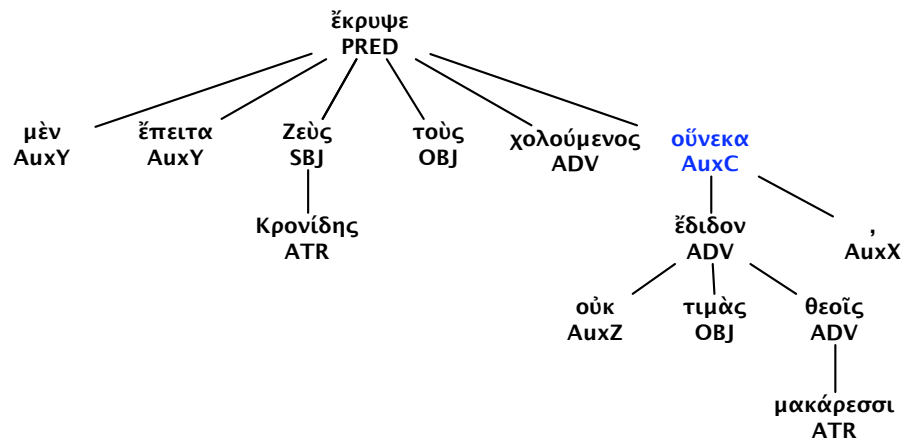 ἔκρυψε
PRED
μὲν ἔπειτα Ζεὺς τοὺς χολούμενος οὕνεκα
AuxY AuxY SBJ OBJ ADV AuxC
Κρονίδης ἔδιδον ,
ATR ADV AuxX
οὐκ τιμὰς θεοῖς
AuxZ OBJ ADV
μακάρεσσι
ATR